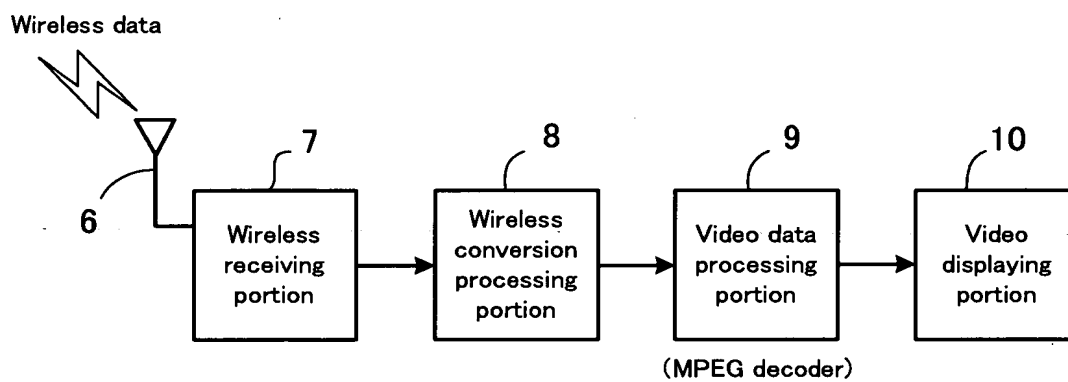 Wireless data
6
7
Wireless
receiving
portion
8
Wireless
conversion
processing
portion
9
Video data
processing
portion
(MPEG decoder)
10
Video
displaying
portion